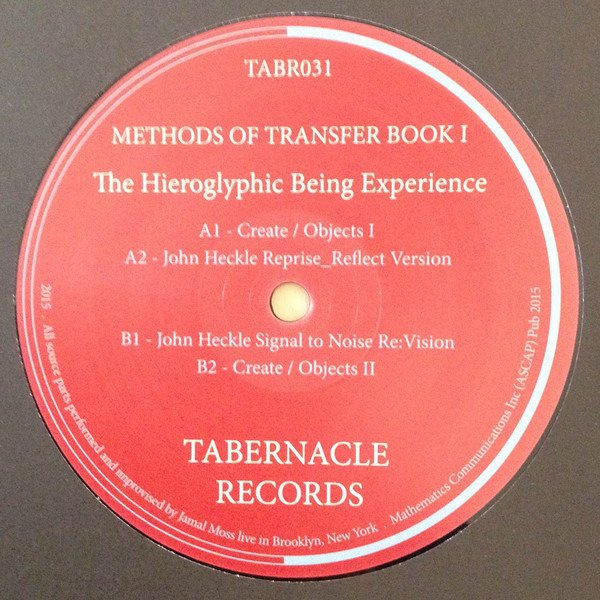 TABR031
METHODS OF TRANSFER BOOK I
The Hieroglyphic Being Experience
A1 - Create / Objects I
A2 - John Heckle Reprise_Reflect Version
B1 - John Heckle Signal to Noise Re:Vision
B2 - Create / Objects II
TABERNACLE
RECORDS
2015 . All source parts performed and improvised by Jamal Moss live in Brooklyn, New York . Mathematics Communications Inc (ASCAP) Pub 2015